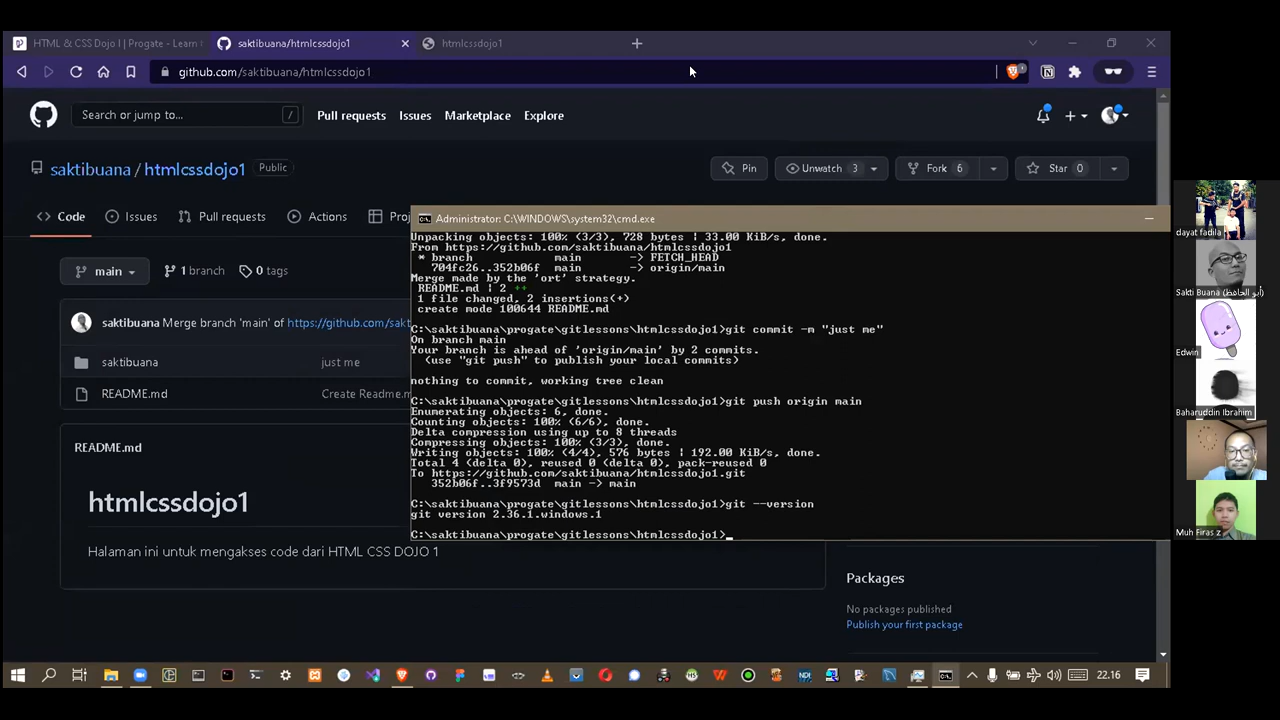 HTML & CSS Dojo I | Progate - Learn t
saktibuana/htmlcssdojo1
htmlcssdojo1
github.com/saktibuana/htmlcssdojo1
Search or jump to...
/
Pull requests
Issues
Marketplace
Explore
saktibuana / htmlcssdojo1
Public
Pin
Unwatch 3
Fork 6
Star 0
Code
Issues
Pull requests
Actions
Proj
main
1 branch
0 tags
saktibuana Merge branch 'main' of https://github.com/sakt
saktibuana
just me
README.md
Create Readme.m
README.md
htmlcssdojo1
Halaman ini untuk mengakses code dari HTML CSS DOJO 1
Packages
No packages published
Publish your first package
Administrator: C:\WINDOWS\system32\cmd.exe
Unpacking objects: 100% (3/3), 728 bytes | 33.00 KiB/s, done.
From https://github.com/saktibuana/htmlcssdojo1
* branch main -> FETCH_HEAD
704fc26..352b06f main -> origin/main
Merge made by the 'ort' strategy.
README.md | 2 ++
1 file changed, 2 insertions(+)
create mode 100644 README.md
C:\saktibuana\progate\gitlessons\htmlcssdojo1>git commit -m "just me"
On branch main
Your branch is ahead of 'origin/main' by 2 commits.
(use "git push" to publish your local commits)
nothing to commit, working tree clean
C:\saktibuana\progate\gitlessons\htmlcssdojo1>git push origin main
Enumerating objects: 6, done.
Counting objects: 100% (6/6), done.
Delta compression using up to 8 threads
Compressing objects: 100% (3/3), done.
Writing objects: 100% (4/4), 576 bytes | 192.00 KiB/s, done.
Total 4 (delta 0), reused 0 (delta 0), pack-reused 0
To https://github.com/saktibuana/htmlcssdojo1.git
352b06f..3f9573d main -> main
C:\saktibuana\progate\gitlessons\htmlcssdojo1>git --version
git version 2.36.1.windows.1
C:\saktibuana\progate\gitlessons\htmlcssdojo1>_
dayat fadila
Sakti Buana (أبو الحافظ)
Edwin
Baharuddin Ibrahim
Muh Firas z
22.16